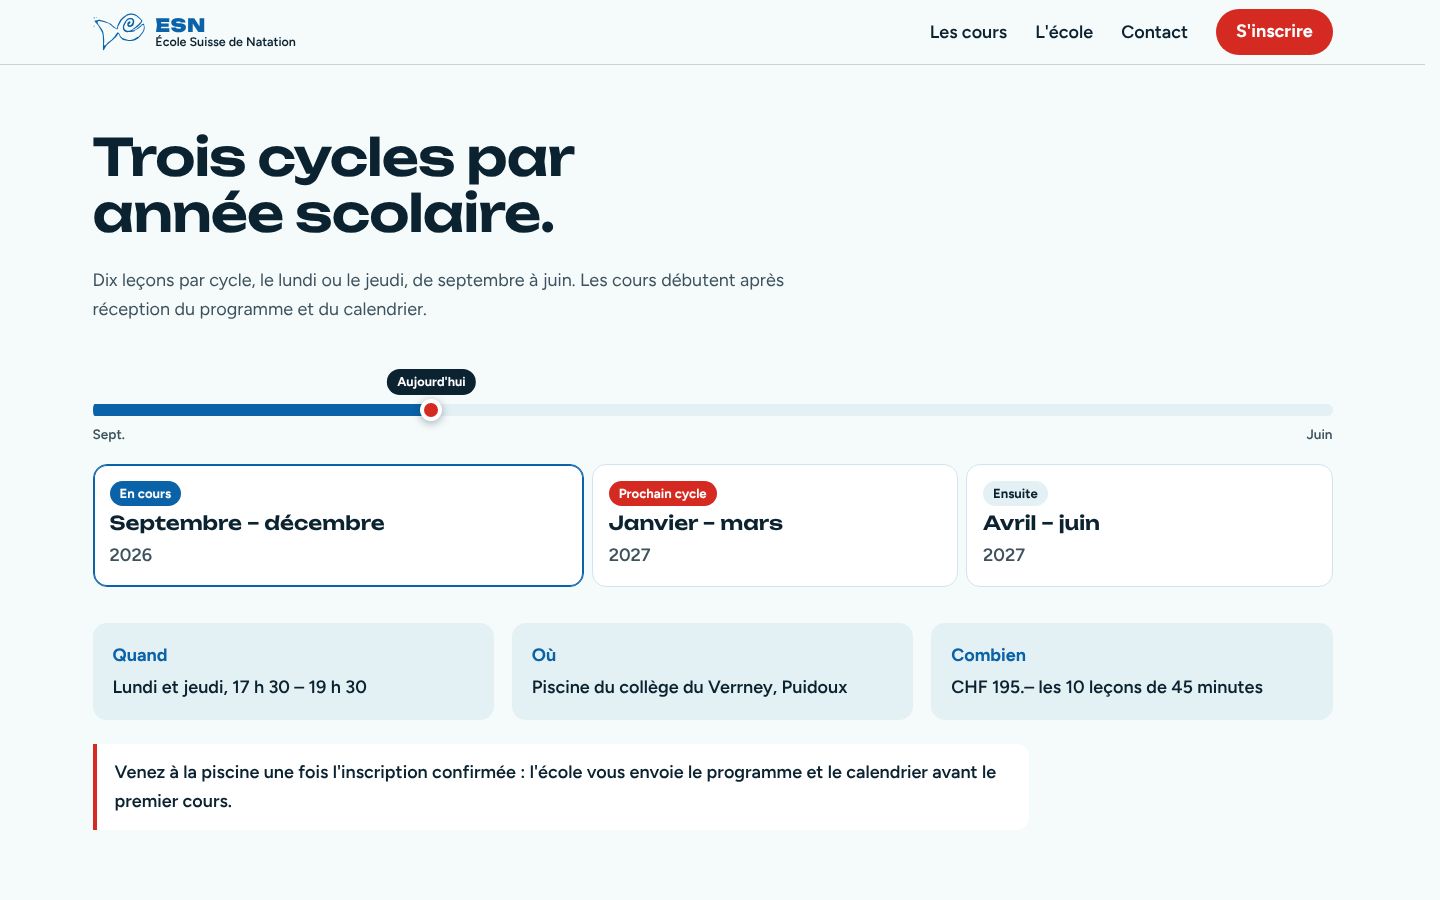 ESN
École Suisse de Natation
Les cours
L'école
Contact
S'inscrire
Trois cycles par
année scolaire.
Dix leçons par cycle, le lundi ou le jeudi, de septembre à juin. Les cours débutent après
réception du programme et du calendrier.
Aujourd'hui
Sept.
Juin
En cours
Septembre – décembre
2026
Prochain cycle
Janvier – mars
2027
Ensuite
Avril – juin
2027
Quand
Lundi et jeudi, 17 h 30 – 19 h 30
Où
Piscine du collège du Verrney, Puidoux
Combien
CHF 195.– les 10 leçons de 45 minutes
Venez à la piscine une fois l'inscription confirmée : l'école vous envoie le programme et le calendrier avant le
premier cours.